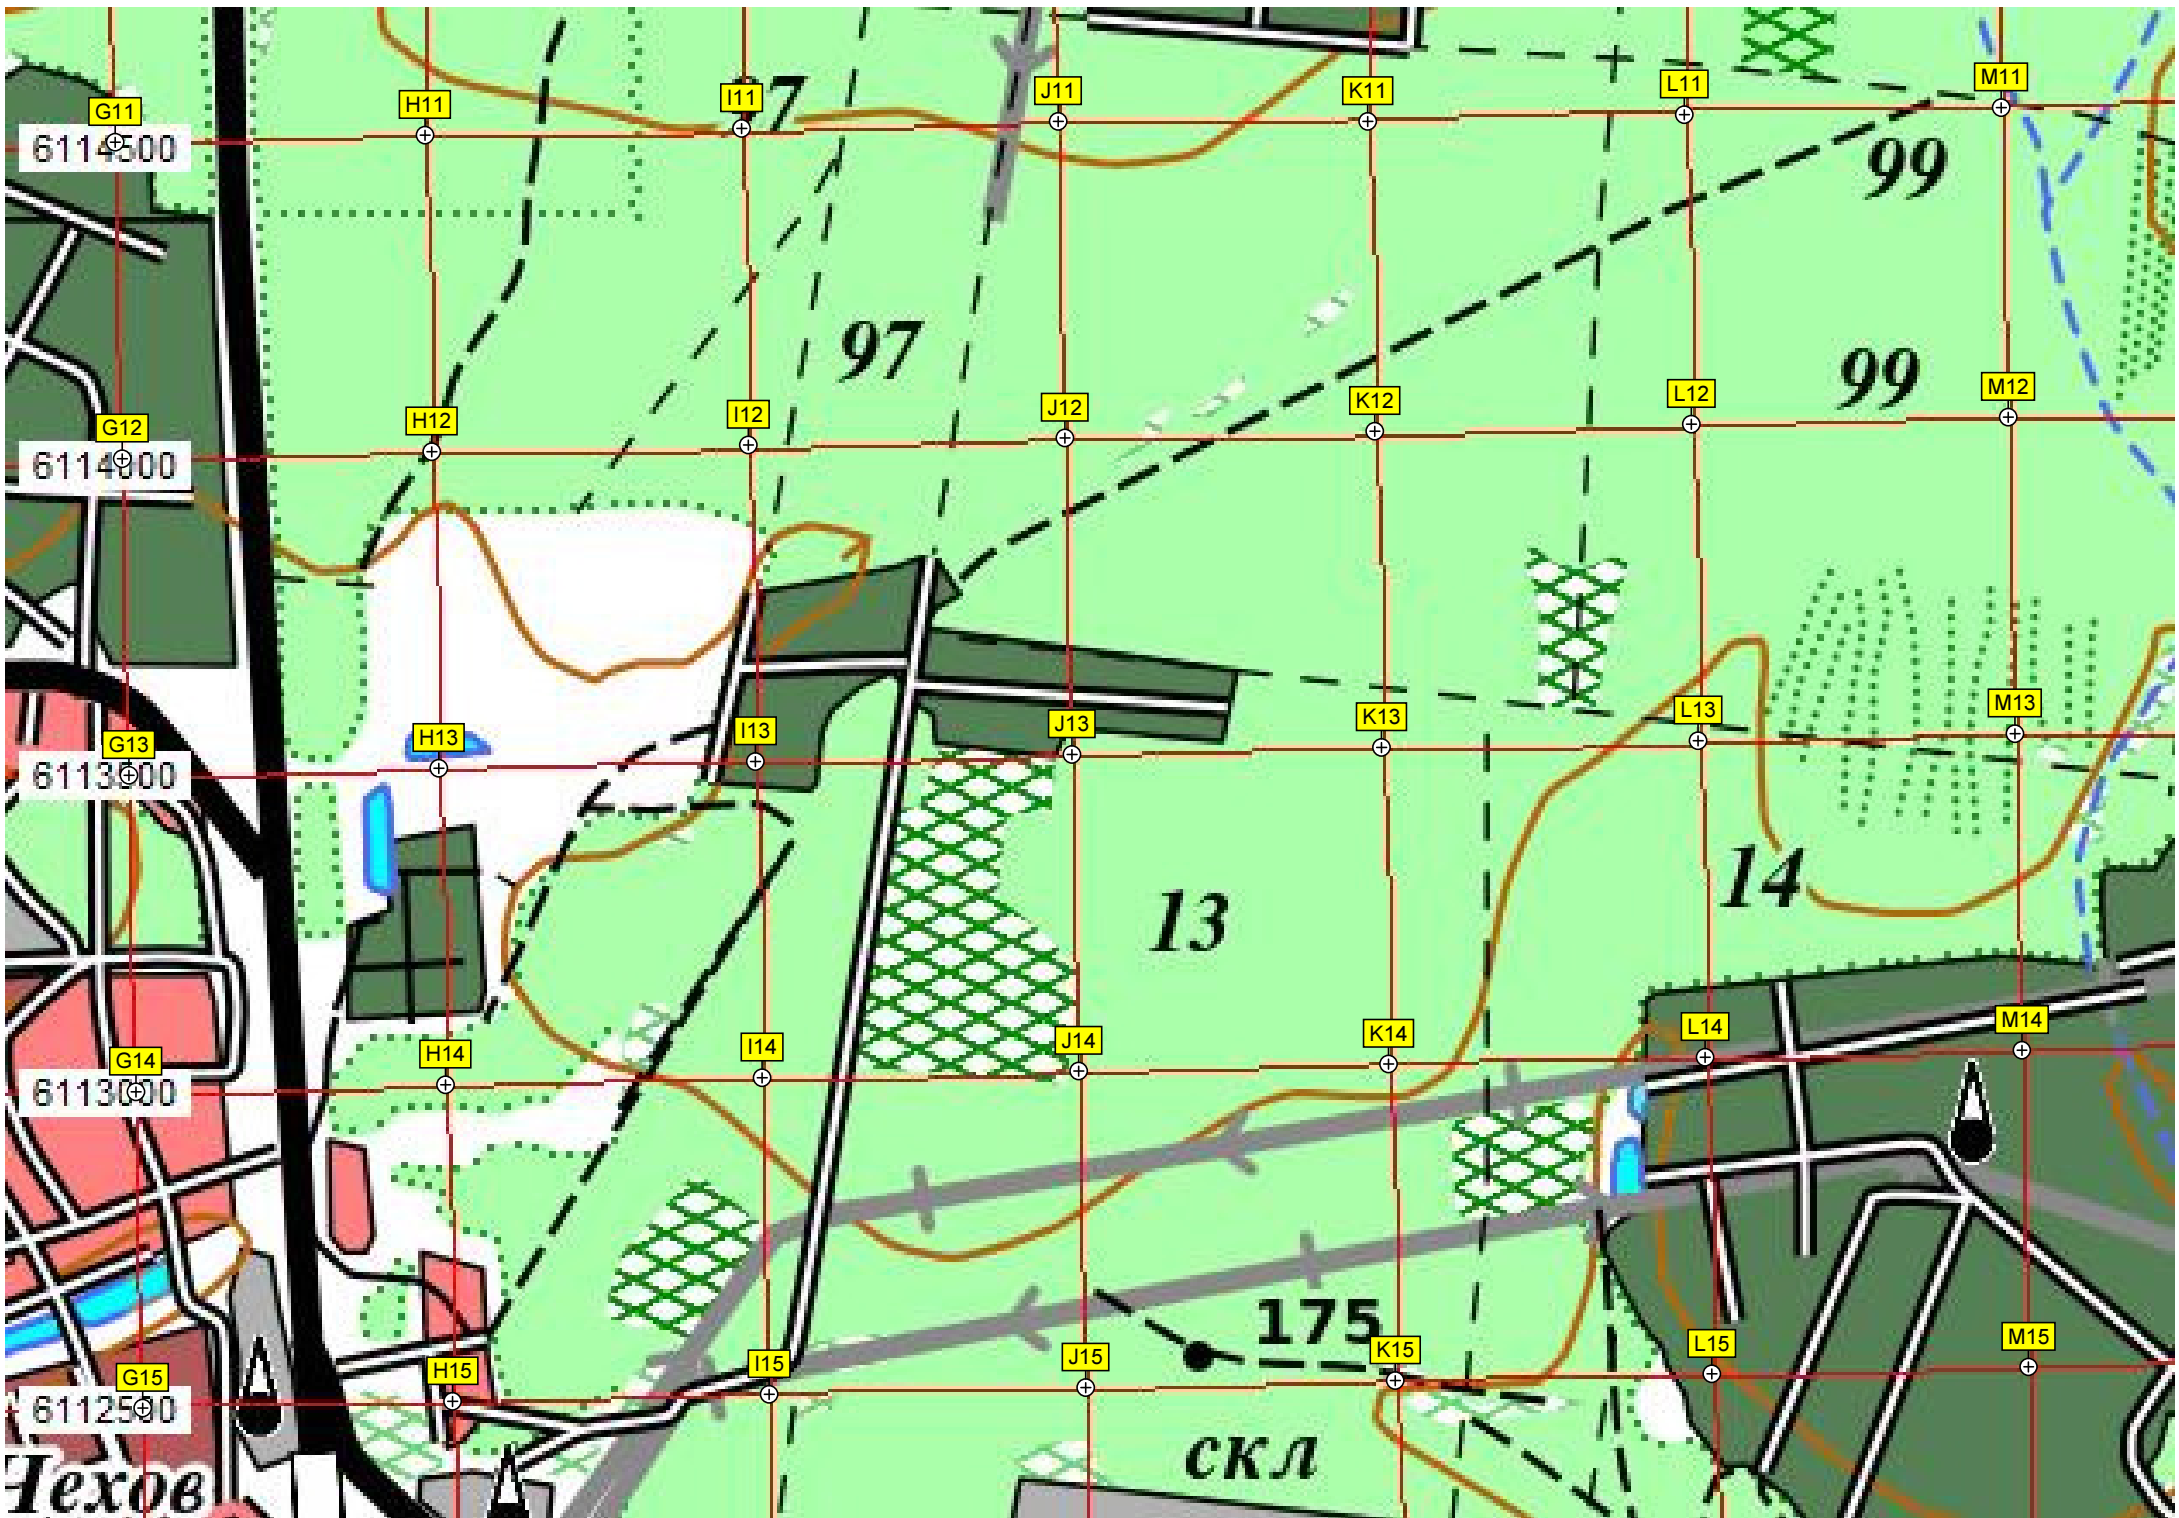 G11 H11 I11 7 J11 K11 L11 M11
6114500
99
97
99
G12 H12 I12 J12 K12 L12 M12
6114000
G13 H13 I13 J13 K13 L13 M13
6113500
14
13
G14 H14 I14 J14 K14 L14 M14
6113000
175
G15 H15 I15 J15 K15 L15 M15
6112500
скл
Чехов